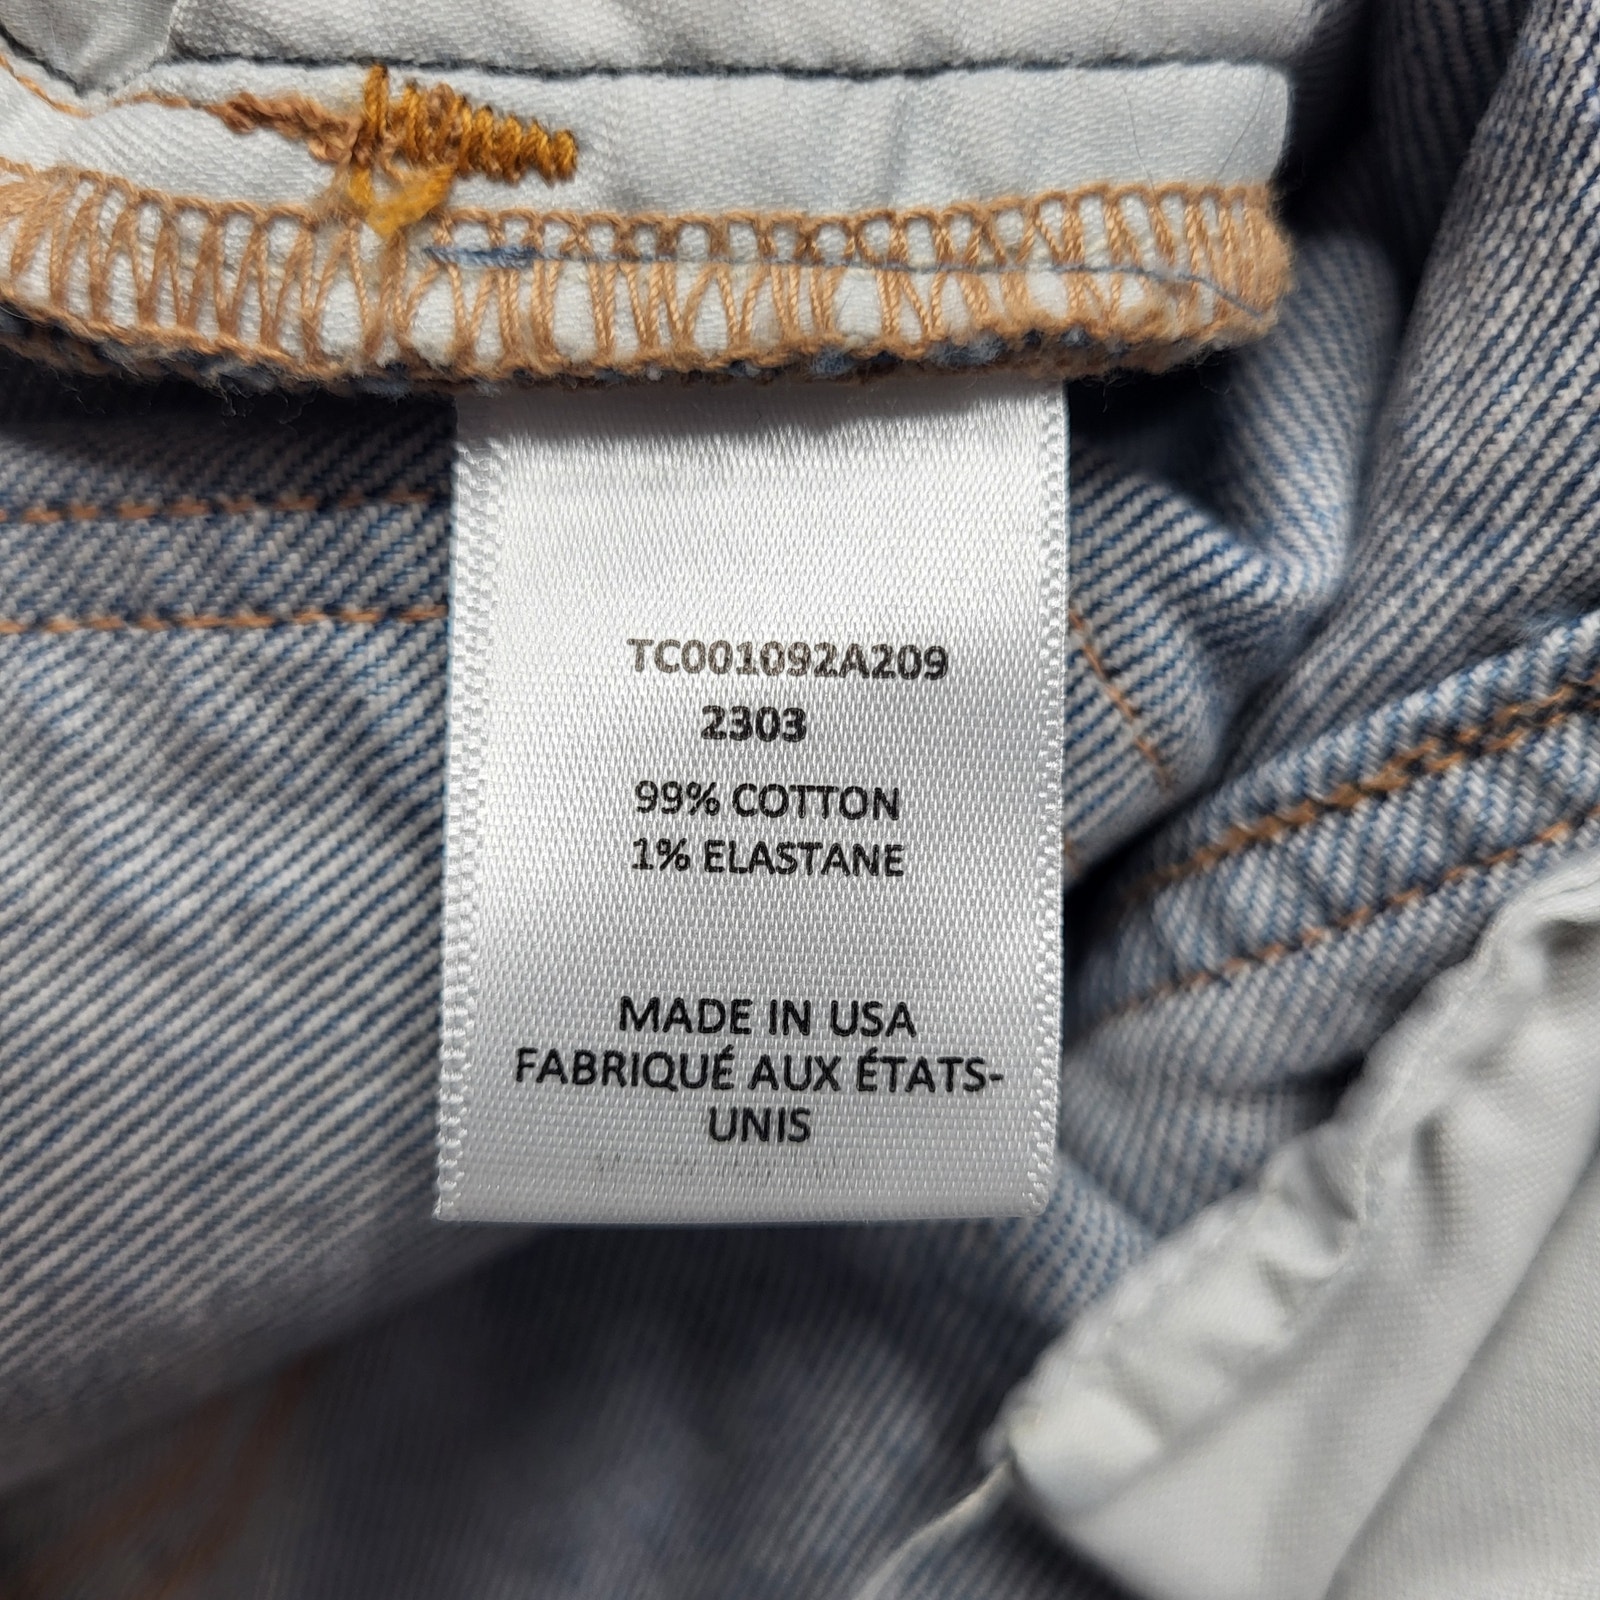 TC001092A209
2303
99% COTTON
1% ELASTANE
MADE IN USA
FABRIQUÉ AUX ÉTATS-
UNIS